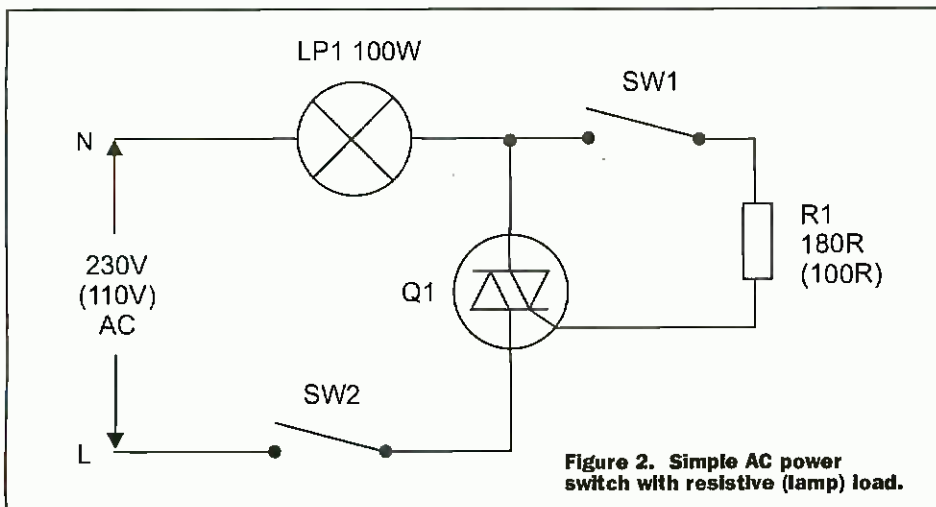 LP1 100W
SW1
N
R1
180R
(100R)
230V
(110V)
AC
Q1
SW2
L
Figure 2. Simple AC power
switch with resistive (lamp) load.